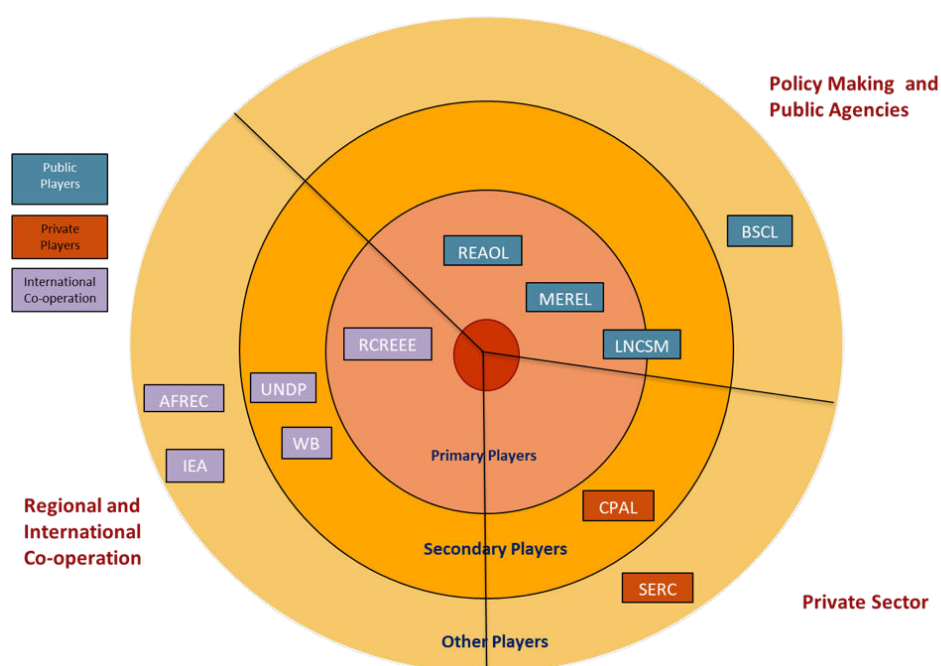 Policy Making and
Public Agencies
Public
Players
Private
Players
International
Co-operation
BSCL
REAOL
MEREL
RCREEE
LNCSM
AFREC
UNDP
WB
IEA
Primary Players
CPAL
Regional and
International
Co-operation
Secondary Players
SERC
Private Sector
Other Players